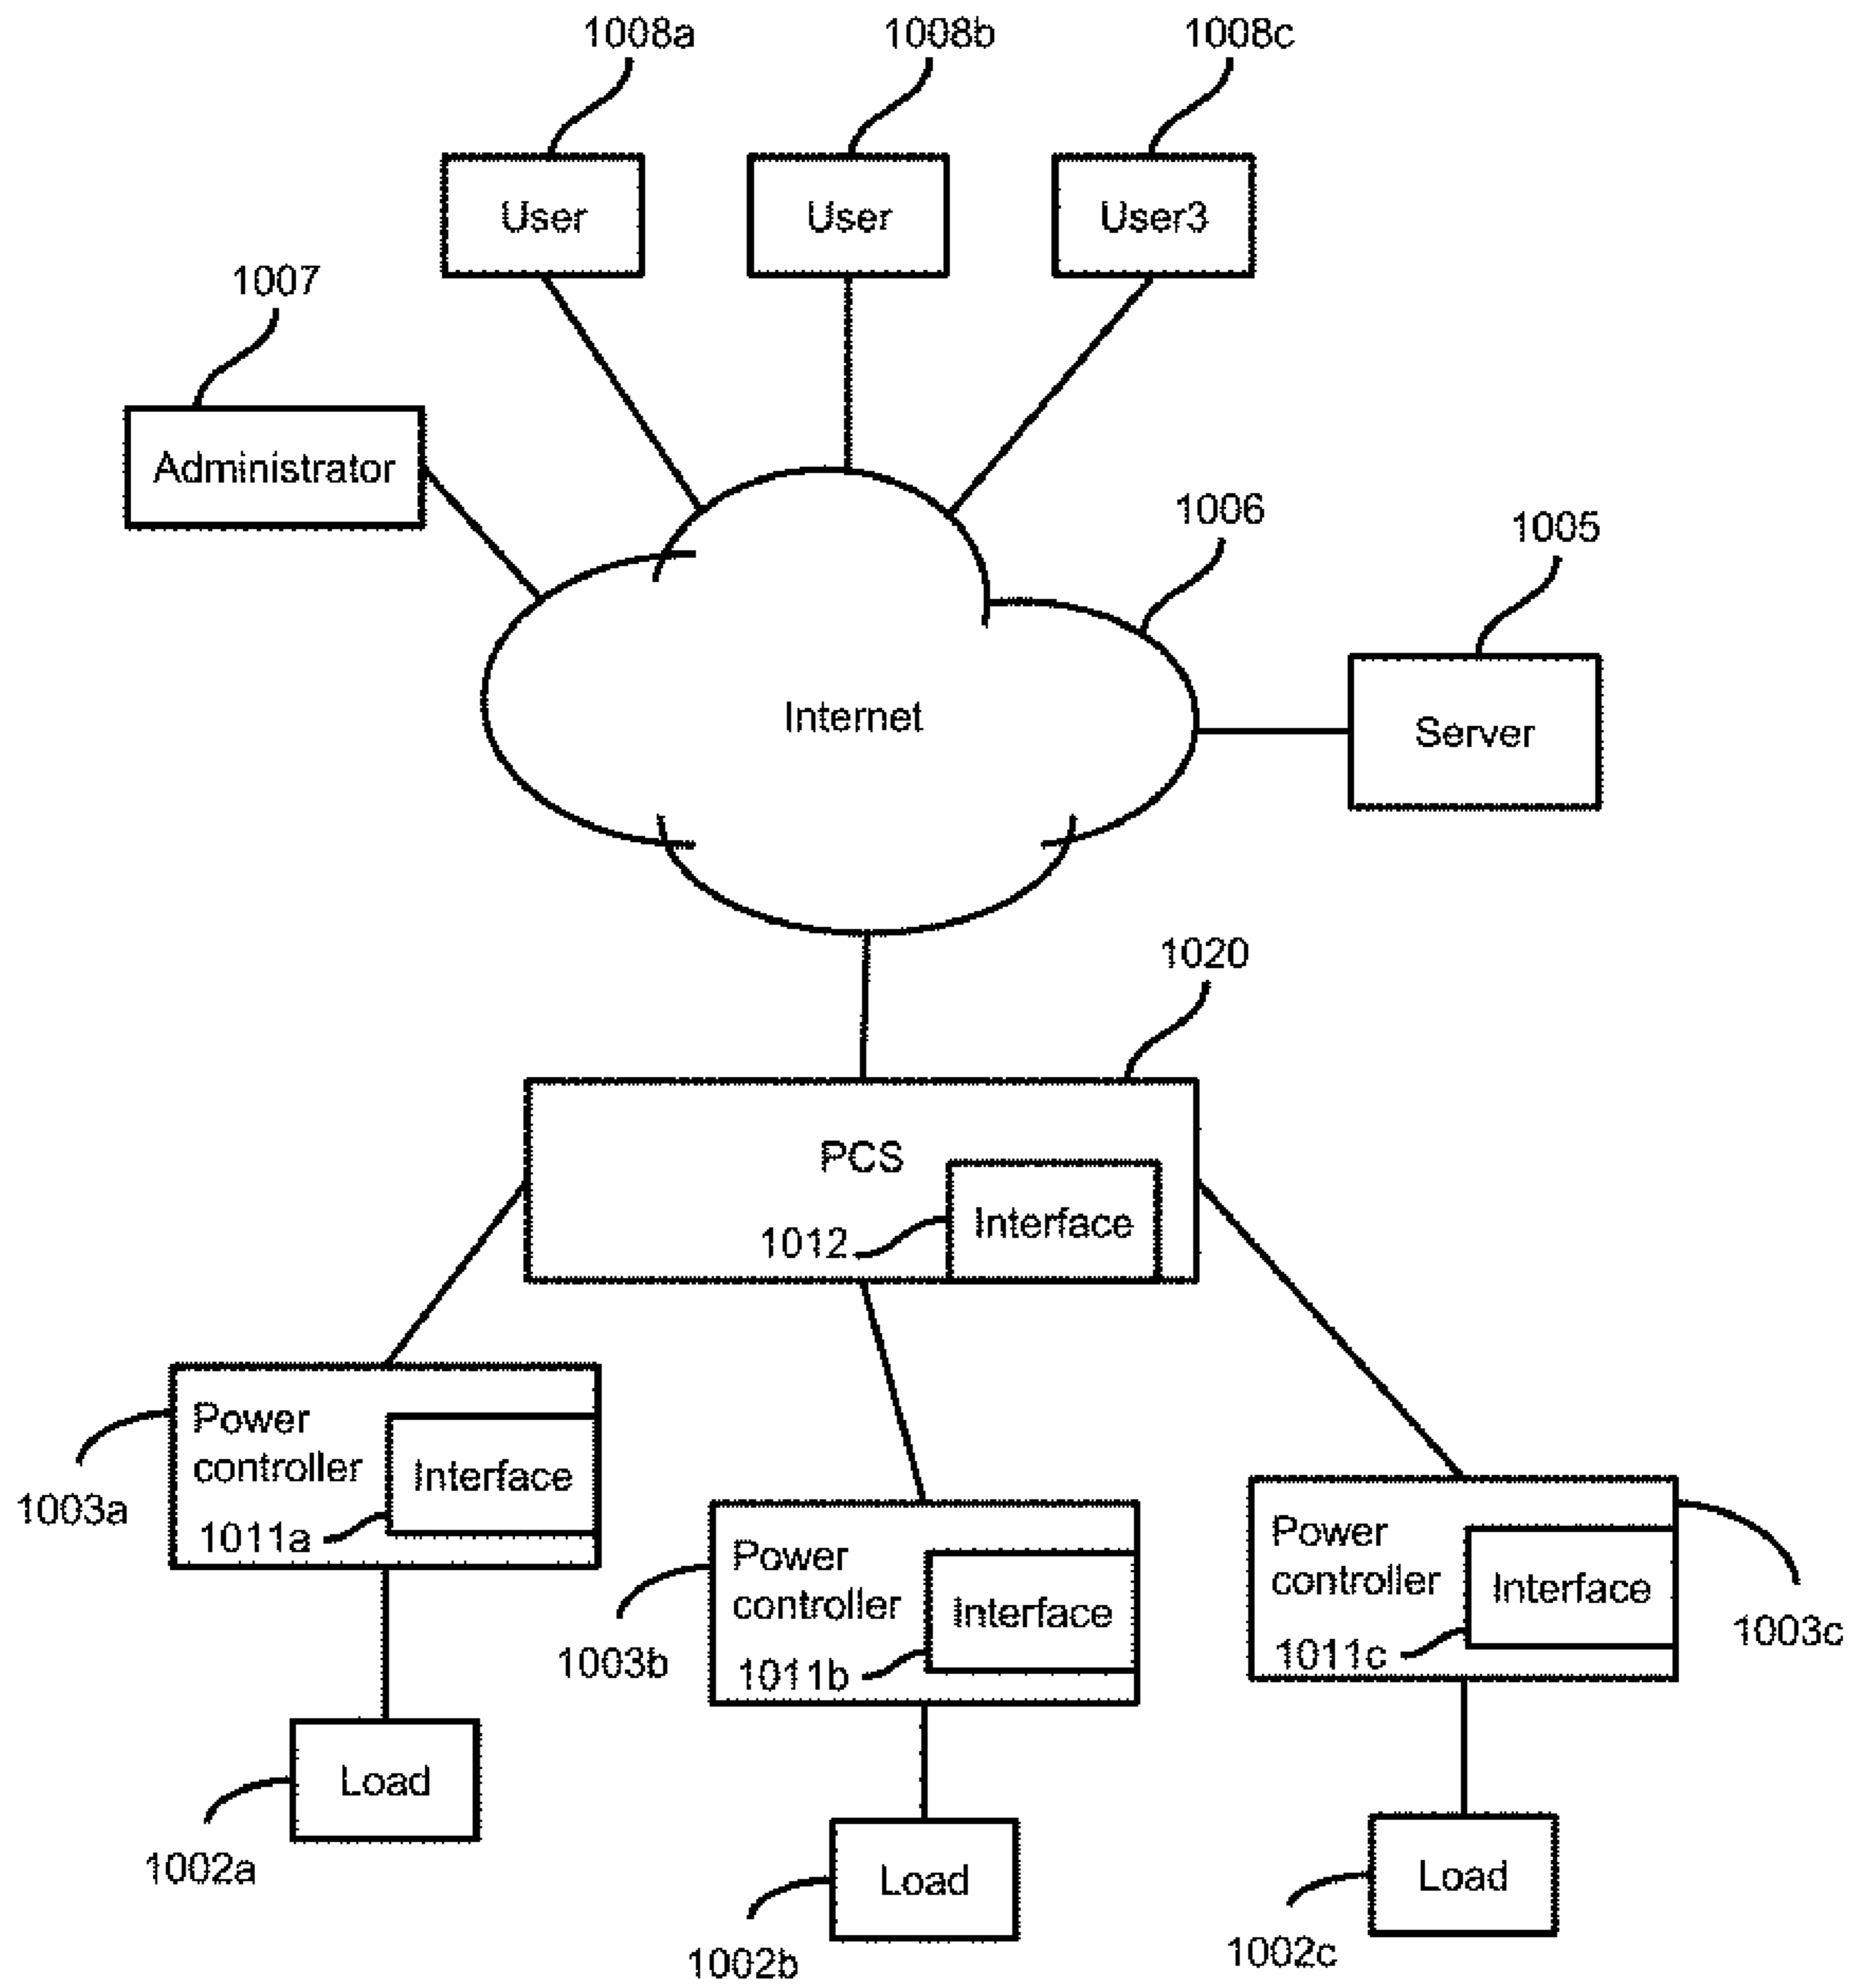 1008a
1008b
1008c
User
User
User3
1007
Administrator
1006
1005
Internet
Server
1020
PCS
1012
Interface
Power
controller
Interface
1003a
1011a
Power
controller
Interface
1003b
1011b
Power
controller
Interface
1003c
1011c
Load
1002a
Load
1002b
Load
1002c